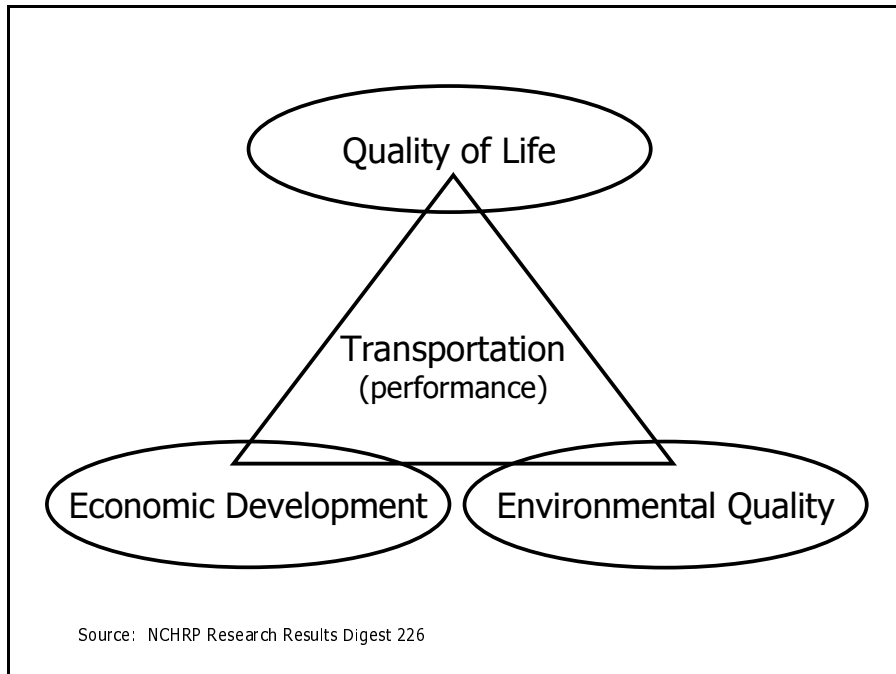 Quality of Life
Transportation
(performance)
Economic Development
Environmental Quality
Source: NCHRP Research Results Digest 226